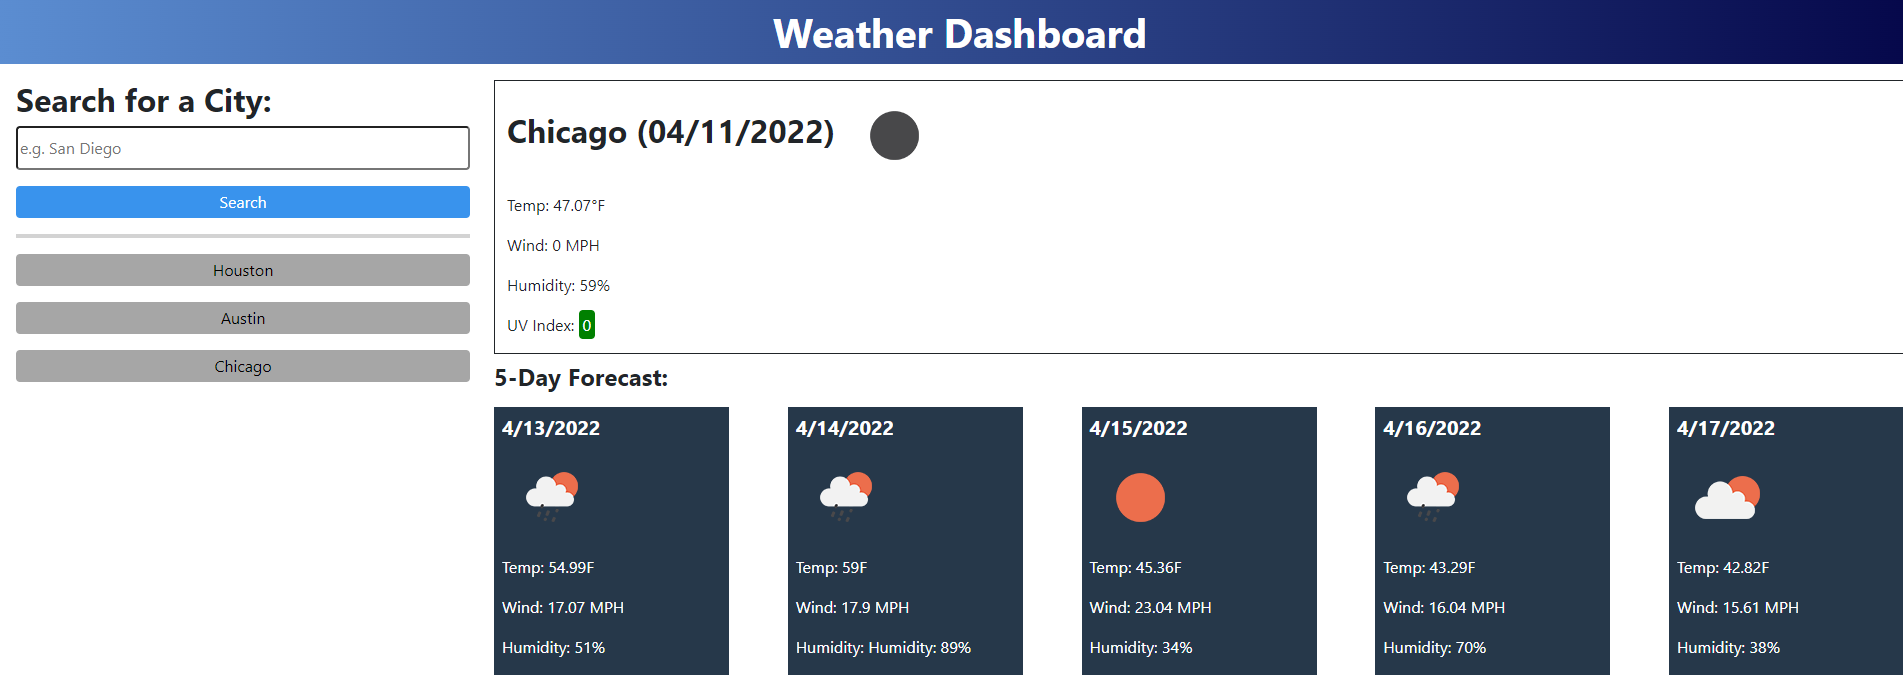 Weather Dashboard
Search for a City:
e.g. San Diego
Search
Houston
Austin
Chicago
Chicago (04/11/2022)
Temp: 47.07°F
Wind: 0 MPH
Humidity: 59%
UV Index: 0
5-Day Forecast:
4/13/2022
Temp: 54.99F
Wind: 17.07 MPH
Humidity: 51%
4/14/2022
Temp: 59F
Wind: 17.9 MPH
Humidity: Humidity: 89%
4/15/2022
Temp: 45.36F
Wind: 23.04 MPH
Humidity: 34%
4/16/2022
Temp: 43.29F
Wind: 16.04 MPH
Humidity: 70%
4/17/2022
Temp: 42.82F
Wind: 15.61 MPH
Humidity: 38%